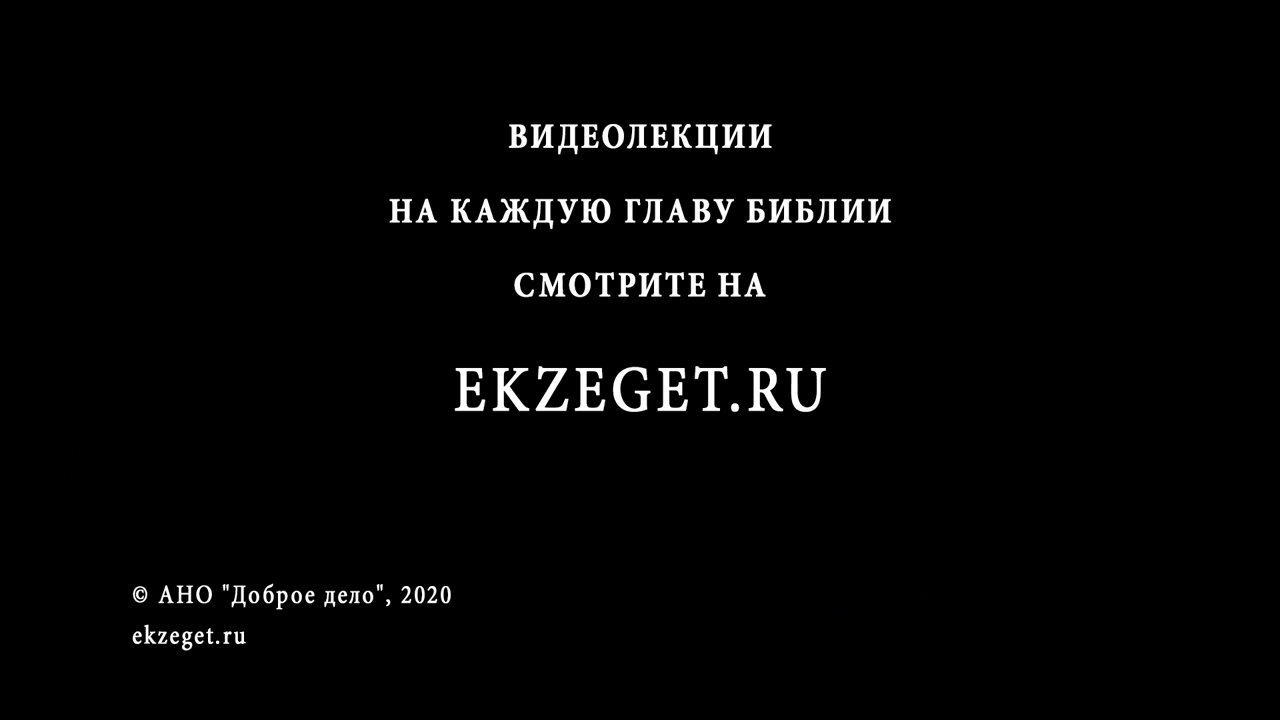 ВИДЕОЛЕКЦИИ
НА КАЖДУЮ ГЛАВУ БИБЛИИ
СМОТРИТЕ НА
EKZEGET.RU
© АНО "Доброе дело", 2020
ekzeget.ru